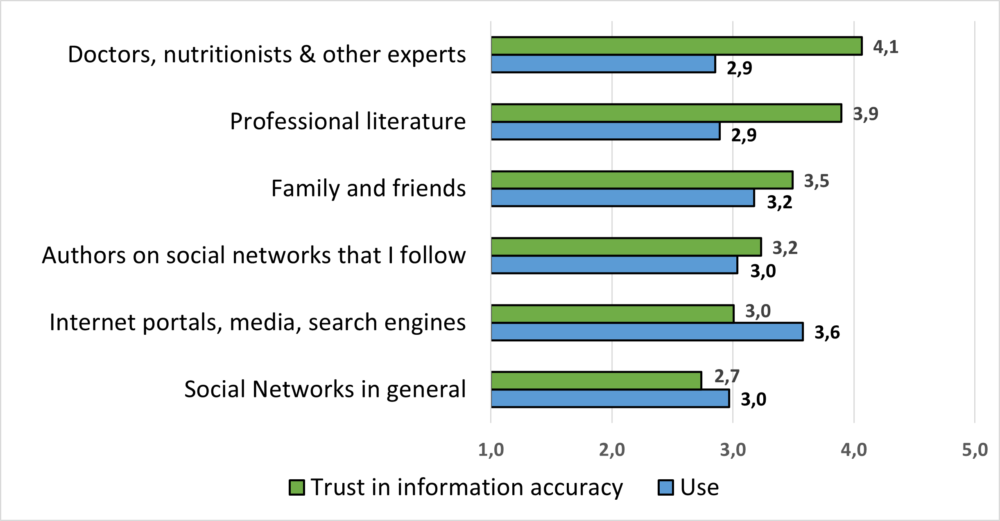 Doctors, nutritionists & other experts
4,1
2,9
Professional literature
3,9
2,9
Family and friends
3,5
3,2
Authors on social networks that I follow
3,2
3,0
Internet portals, media, search engines
3,0
3,6
Social Networks in general
2,7
3,0
1,0 2,0 3,0 4,0 5,0
Trust in information accuracy Use